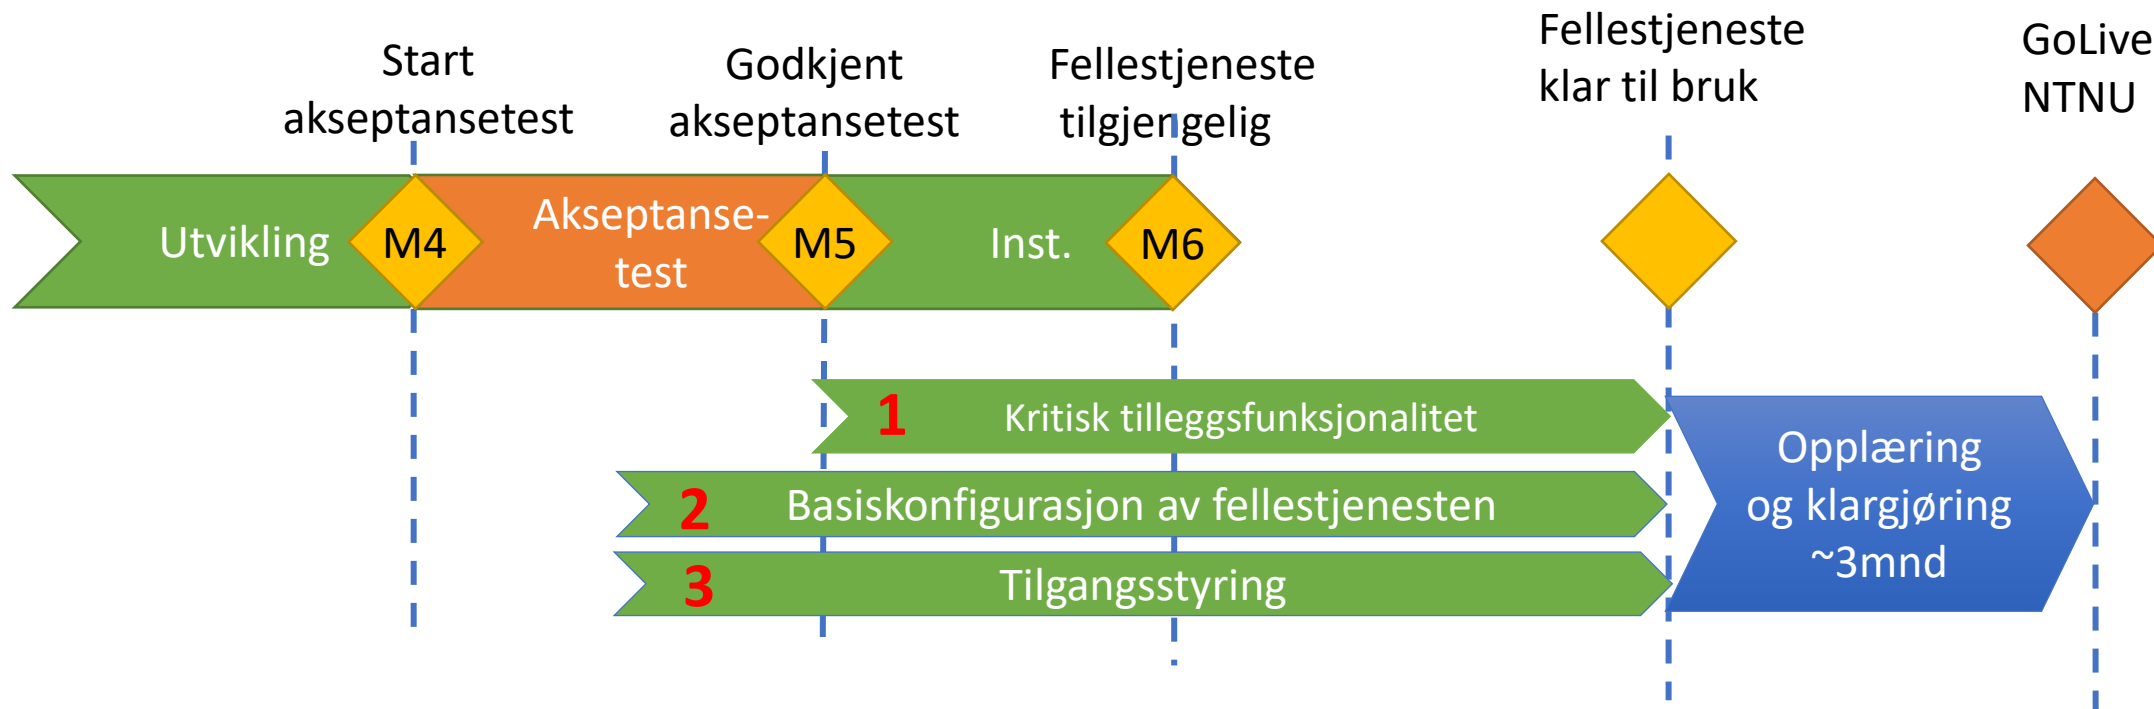 Start
akseptansetest
Godkjent
akseptansetest
Fellestjeneste
tilgjengelig
Fellestjeneste
klar til bruk
GoLive
NTNU
Utvikling
M4
Akseptanse-
test
M5
Inst.
M6
1
Kritisk tilleggsfunksjonalitet
2
Basiskonfigurasjon av fellestjenesten
3
Tilgangsstyring
Opplæring
og klargjøring
~3mnd